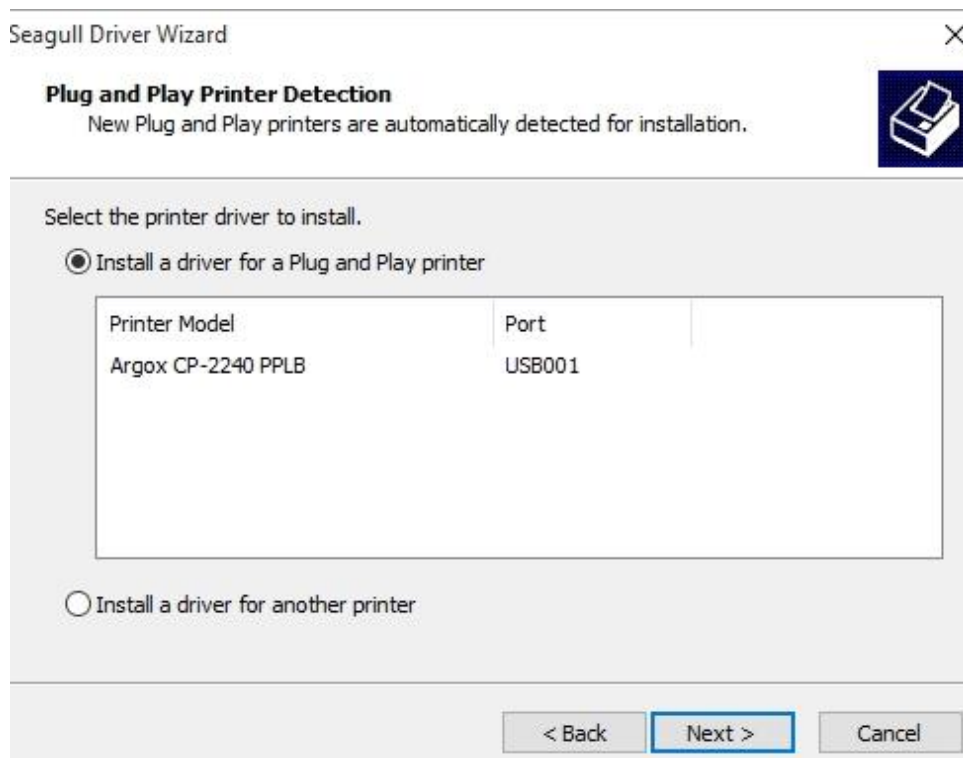 Seagull Driver Wizard
Plug and Play Printer Detection
New Plug and Play printers are automatically detected for installation.
Select the printer driver to install.
Install a driver for a Plug and Play printer
Printer Model Port
Argox CP-2240 PPLB USB001
Install a driver for another printer
< Back Next > Cancel